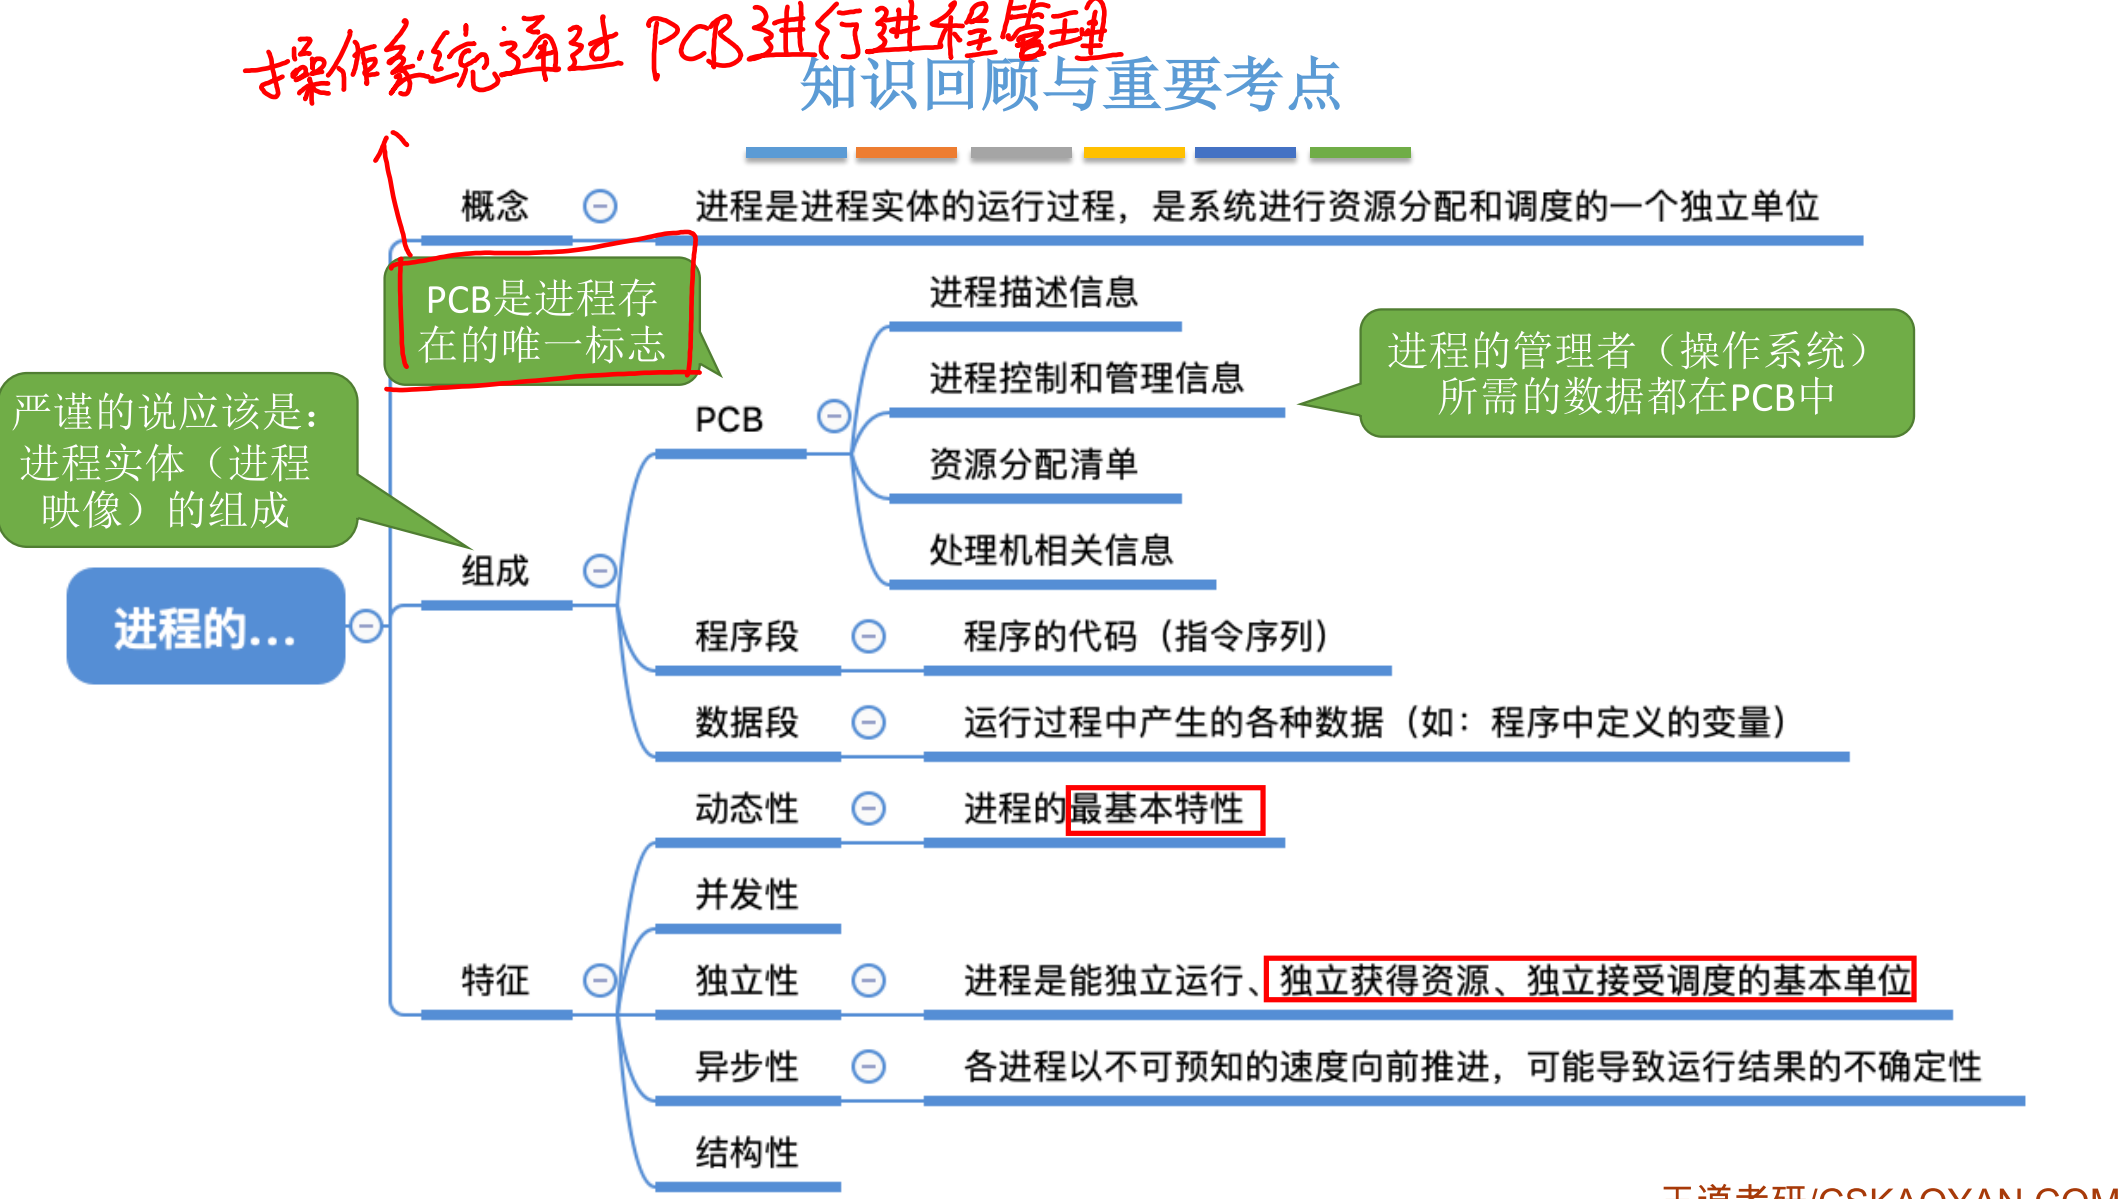 操作系统通过 PCB进行进程管理
知识回顾与重要考点
概念
进程是进程实体的运行过程，是系统进行资源分配和调度的一个独立单位
PCB是进程存
在的唯一标志
严谨的说应该是：
进程实体（进程
映像）的组成
进程的...
组成
PCB
进程描述信息
进程控制和管理信息
资源分配清单
处理机相关信息
进程的管理者（操作系统）
所需的数据都在PCB中
程序段
程序的代码（指令序列）
数据段
运行过程中产生的各种数据（如：程序中定义的变量）
特征
动态性
进程的最基本特性
并发性
独立性
进程是能独立运行、独立获得资源、独立接受调度的基本单位
异步性
各进程以不可预知的速度向前推进，可能导致运行结果的不确定性
结构性
王道考研/CSKAOYAN.COM